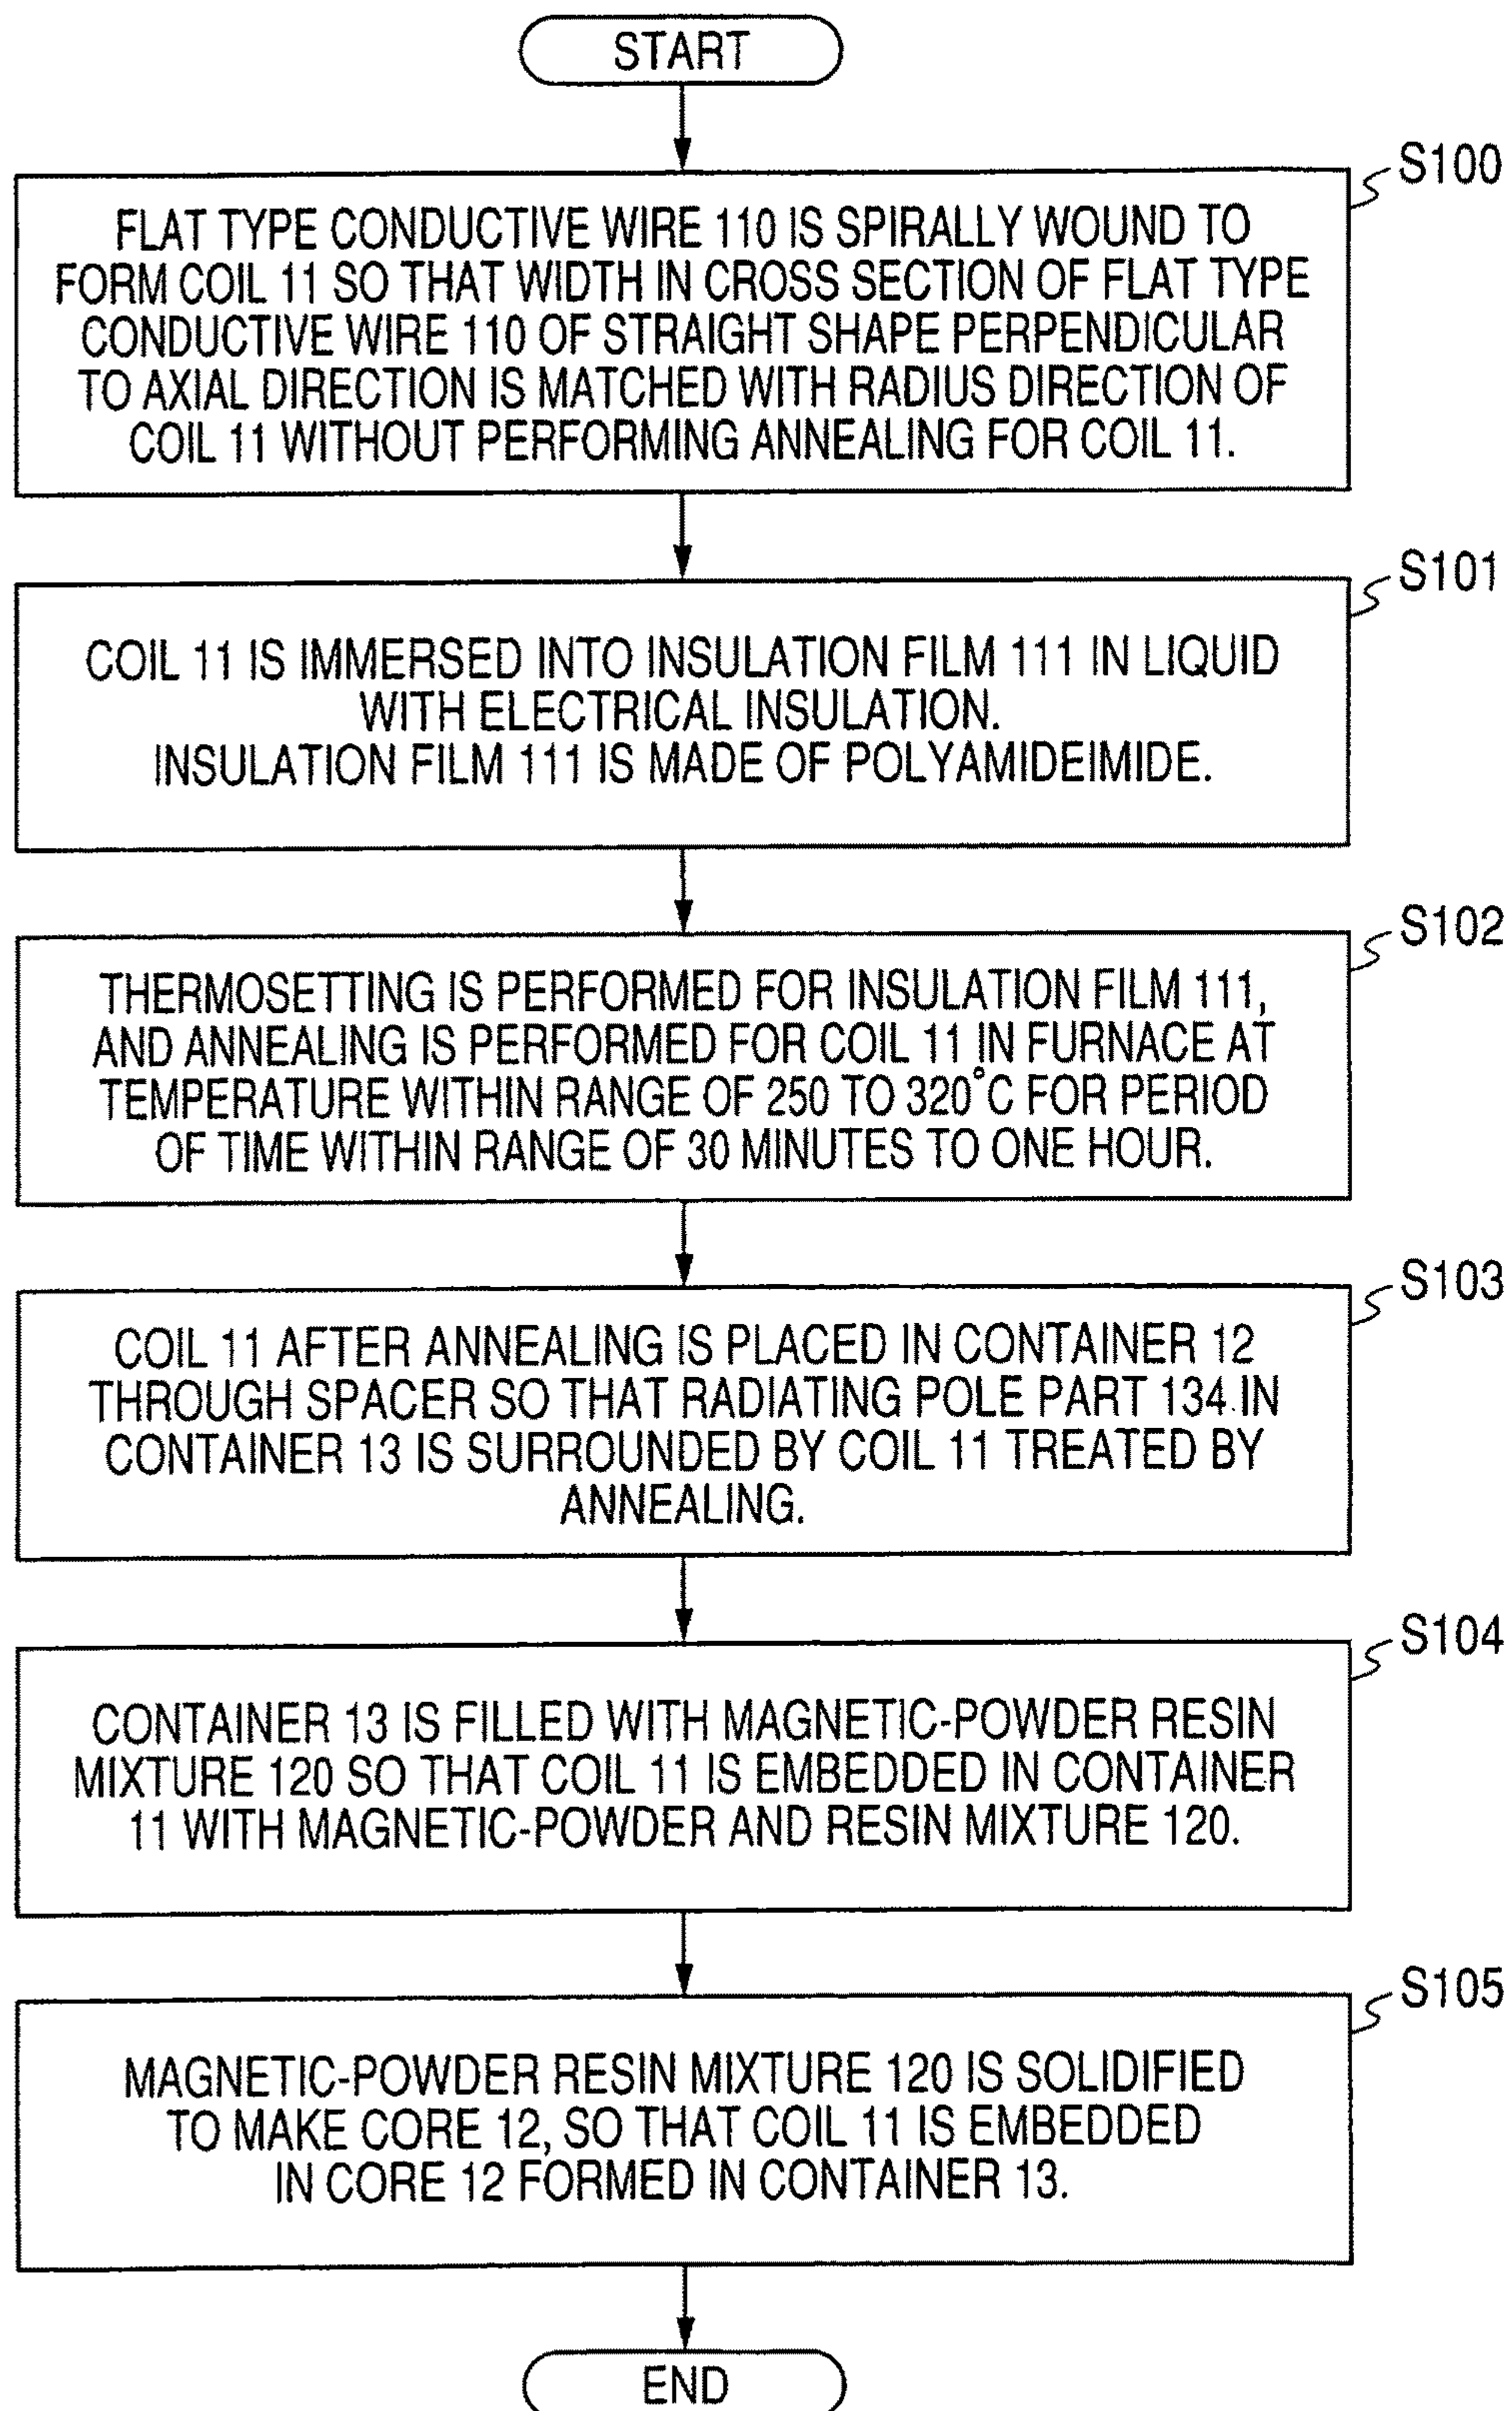 START
S100
FLAT TYPE CONDUCTIVE WIRE 110 IS SPIRALLY WOUND TO
FORM COIL 11 SO THAT WIDTH IN CROSS SECTION OF FLAT TYPE
CONDUCTIVE WIRE 110 OF STRAIGHT SHAPE PERPENDICULAR
TO AXIAL DIRECTION IS MATCHED WITH RADIUS DIRECTION OF
COIL 11 WITHOUT PERFORMING ANNEALING FOR COIL 11.
S101
COIL 11 IS IMMERSED INTO INSULATION FILM 111 IN LIQUID
WITH ELECTRICAL INSULATION.
INSULATION FILM 111 IS MADE OF POLYAMIDEIMIDE.
S102
THERMOSETTING IS PERFORMED FOR INSULATION FILM 111,
AND ANNEALING IS PERFORMED FOR COIL 11 IN FURNACE AT
TEMPERATURE WITHIN RANGE OF 250 TO 320°C FOR PERIOD
OF TIME WITHIN RANGE OF 30 MINUTES TO ONE HOUR.
S103
COIL 11 AFTER ANNEALING IS PLACED IN CONTAINER 12
THROUGH SPACER SO THAT RADIATING POLE PART 134 IN
CONTAINER 13 IS SURROUNDED BY COIL 11 TREATED BY
ANNEALING.
S104
CONTAINER 13 IS FILLED WITH MAGNETIC-POWDER RESIN
MIXTURE 120 SO THAT COIL 11 IS EMBEDDED IN CONTAINER
11 WITH MAGNETIC-POWDER AND RESIN MIXTURE 120.
S105
MAGNETIC-POWDER RESIN MIXTURE 120 IS SOLIDIFIED
TO MAKE CORE 12, SO THAT COIL 11 IS EMBEDDED
IN CORE 12 FORMED IN CONTAINER 13.
END